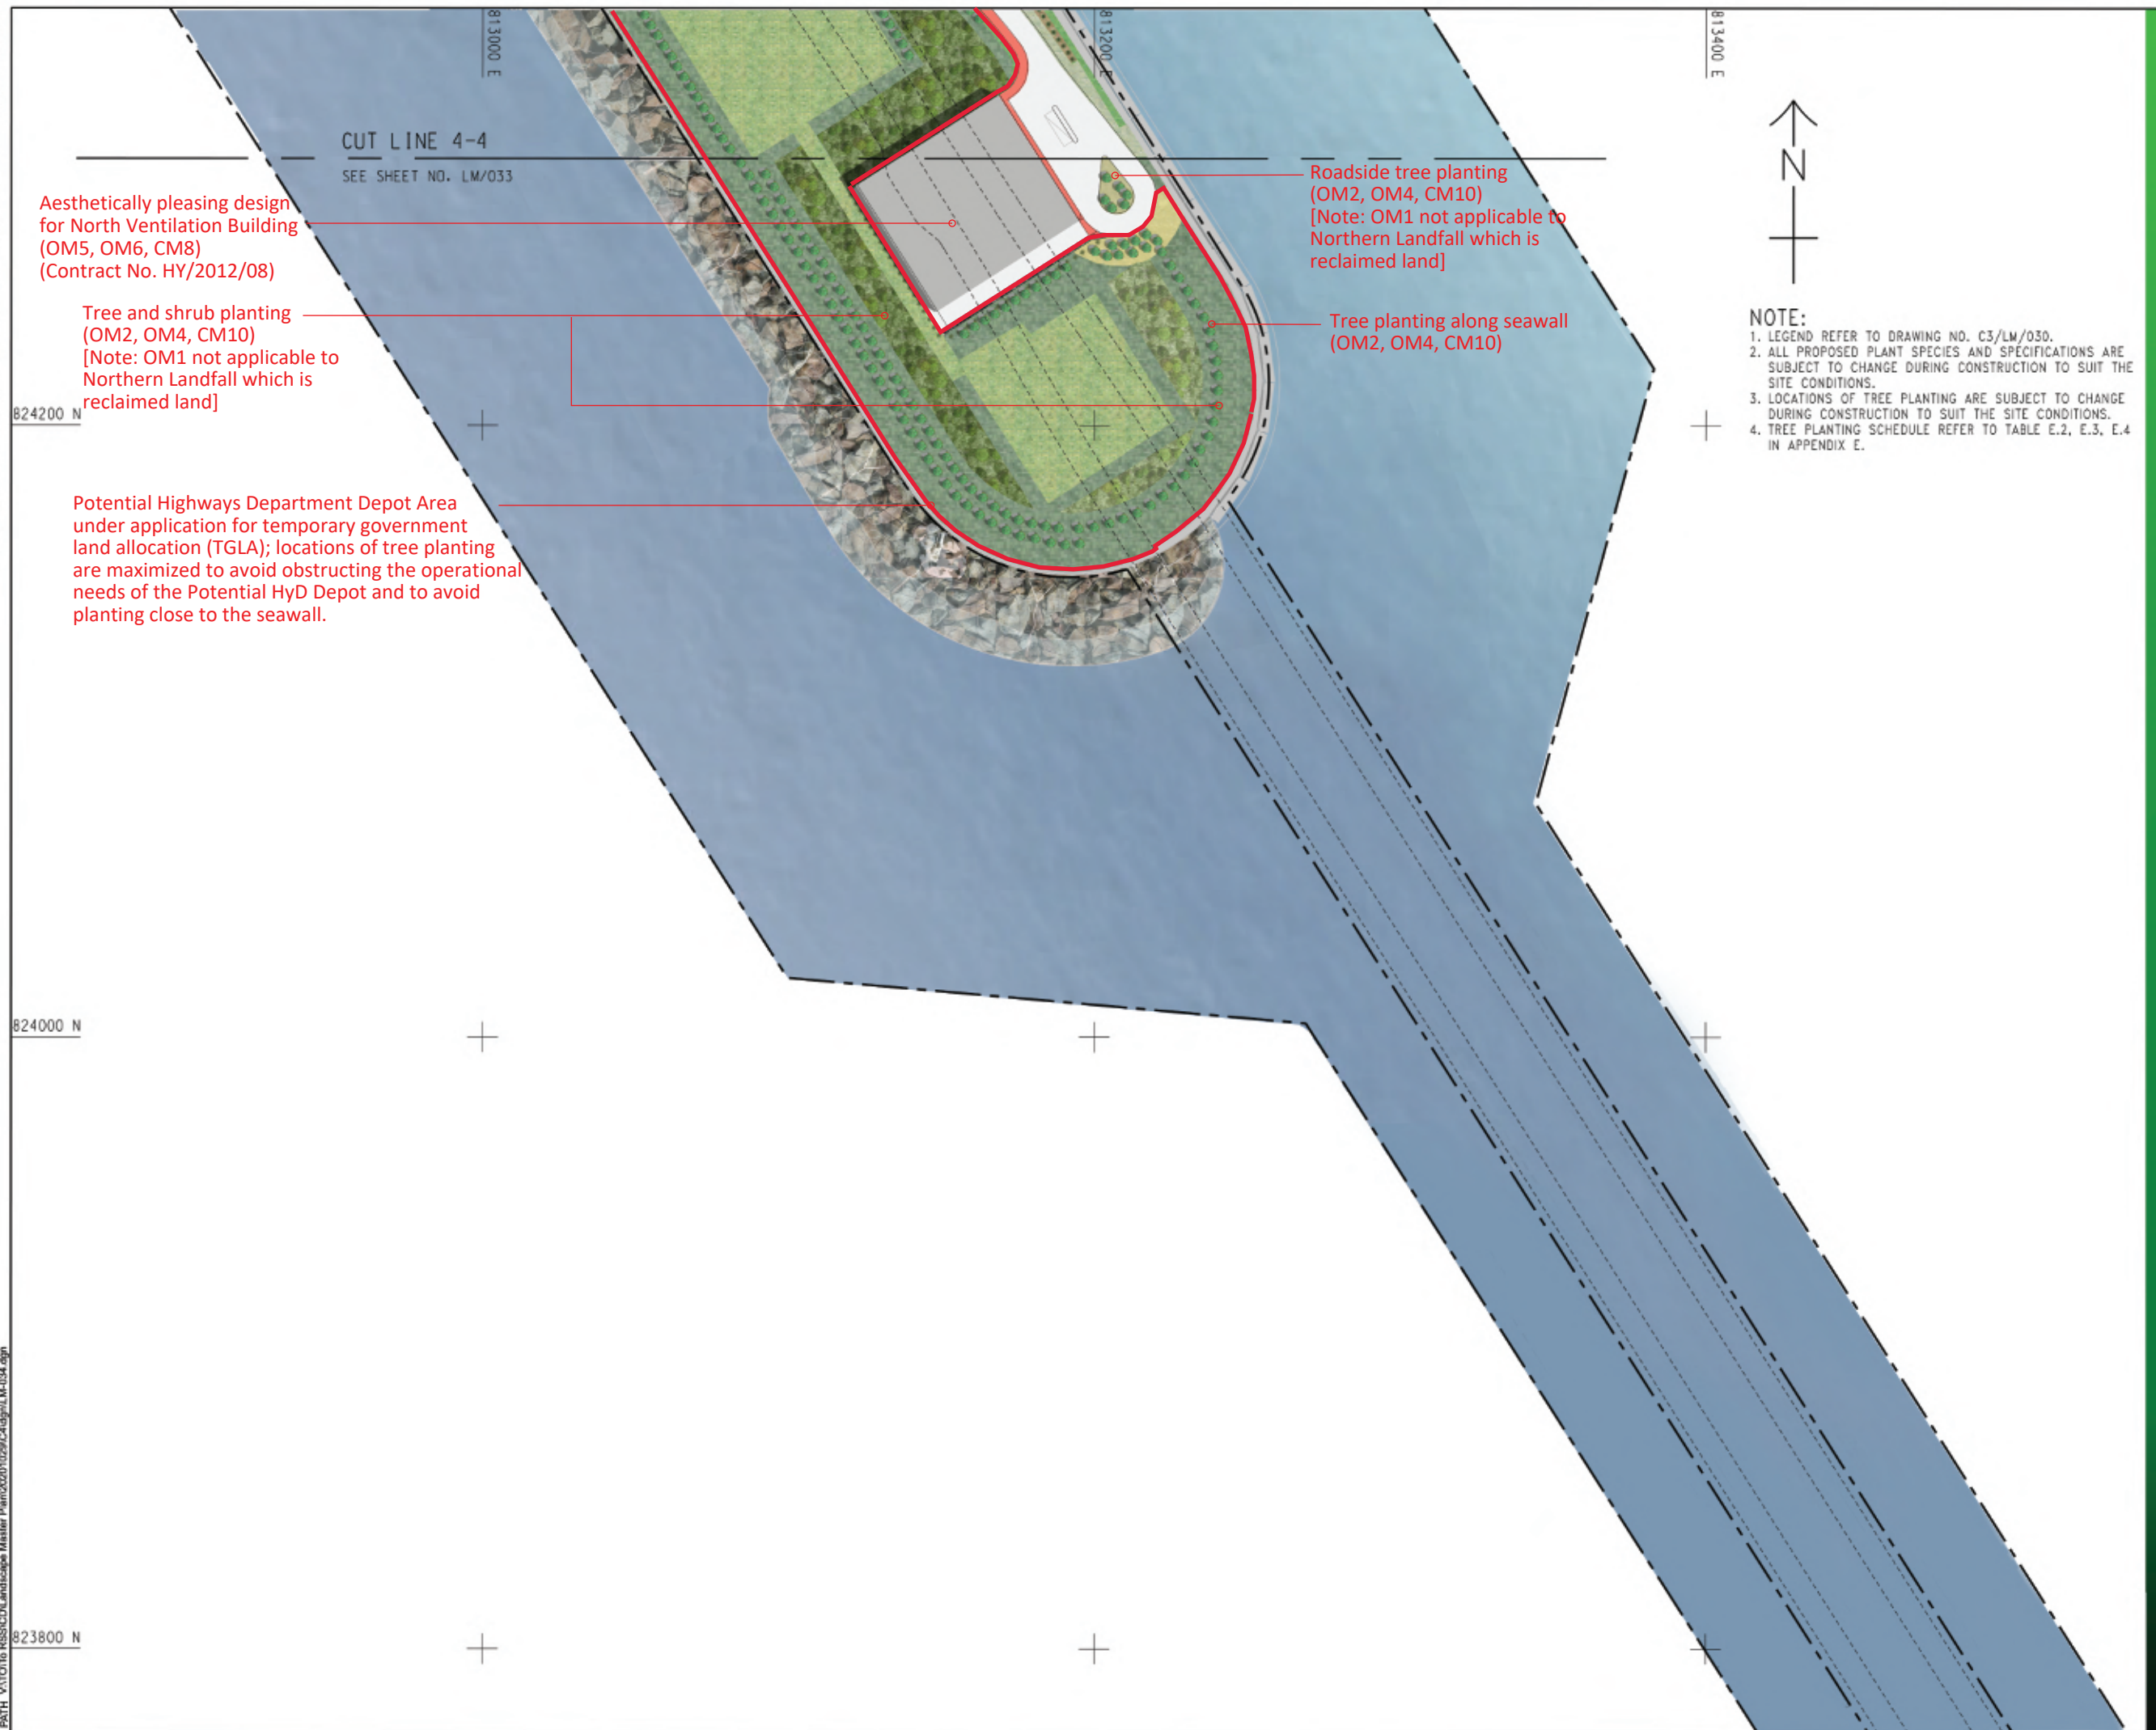 813000 E
813200 E
813400 E
CUT LINE 4-4
SEE SHEET NO. LM/033
N
Aesthetically pleasing design
for North Ventilation Building
(OM5, OM6, CM8)
(Contract No. HY/2012/08)
Roadside tree planting
(OM2, OM4, CM10)
[Note: OM1 not applicable to
Northern Landfall which is
reclaimed land]
Tree and shrub planting
(OM2, OM4, CM10)
[Note: OM1 not applicable to
Northern Landfall which is
reclaimed land]
Tree planting along seawall
(OM2, OM4, CM10)
NOTE:
1. LEGEND REFER TO DRAWING NO. C3/LM/030.
2. ALL PROPOSED PLANT SPECIES AND SPECIFICATIONS ARE
SUBJECT TO CHANGE DURING CONSTRUCTION TO SUIT THE
SITE CONDITIONS.
3. LOCATIONS OF TREE PLANTING ARE SUBJECT TO CHANGE
DURING CONSTRUCTION TO SUIT THE SITE CONDITIONS.
4. TREE PLANTING SCHEDULE REFER TO TABLE E.2, E.3, E.4
IN APPENDIX E.
824200 N
Potential Highways Department Depot Area
under application for temporary government
land allocation (TGLA); locations of tree planting
are maximized to avoid obstructing the operational
needs of the Potential HyD Depot and to avoid
planting close to the seawall.
824000 N
823800 N
PATH